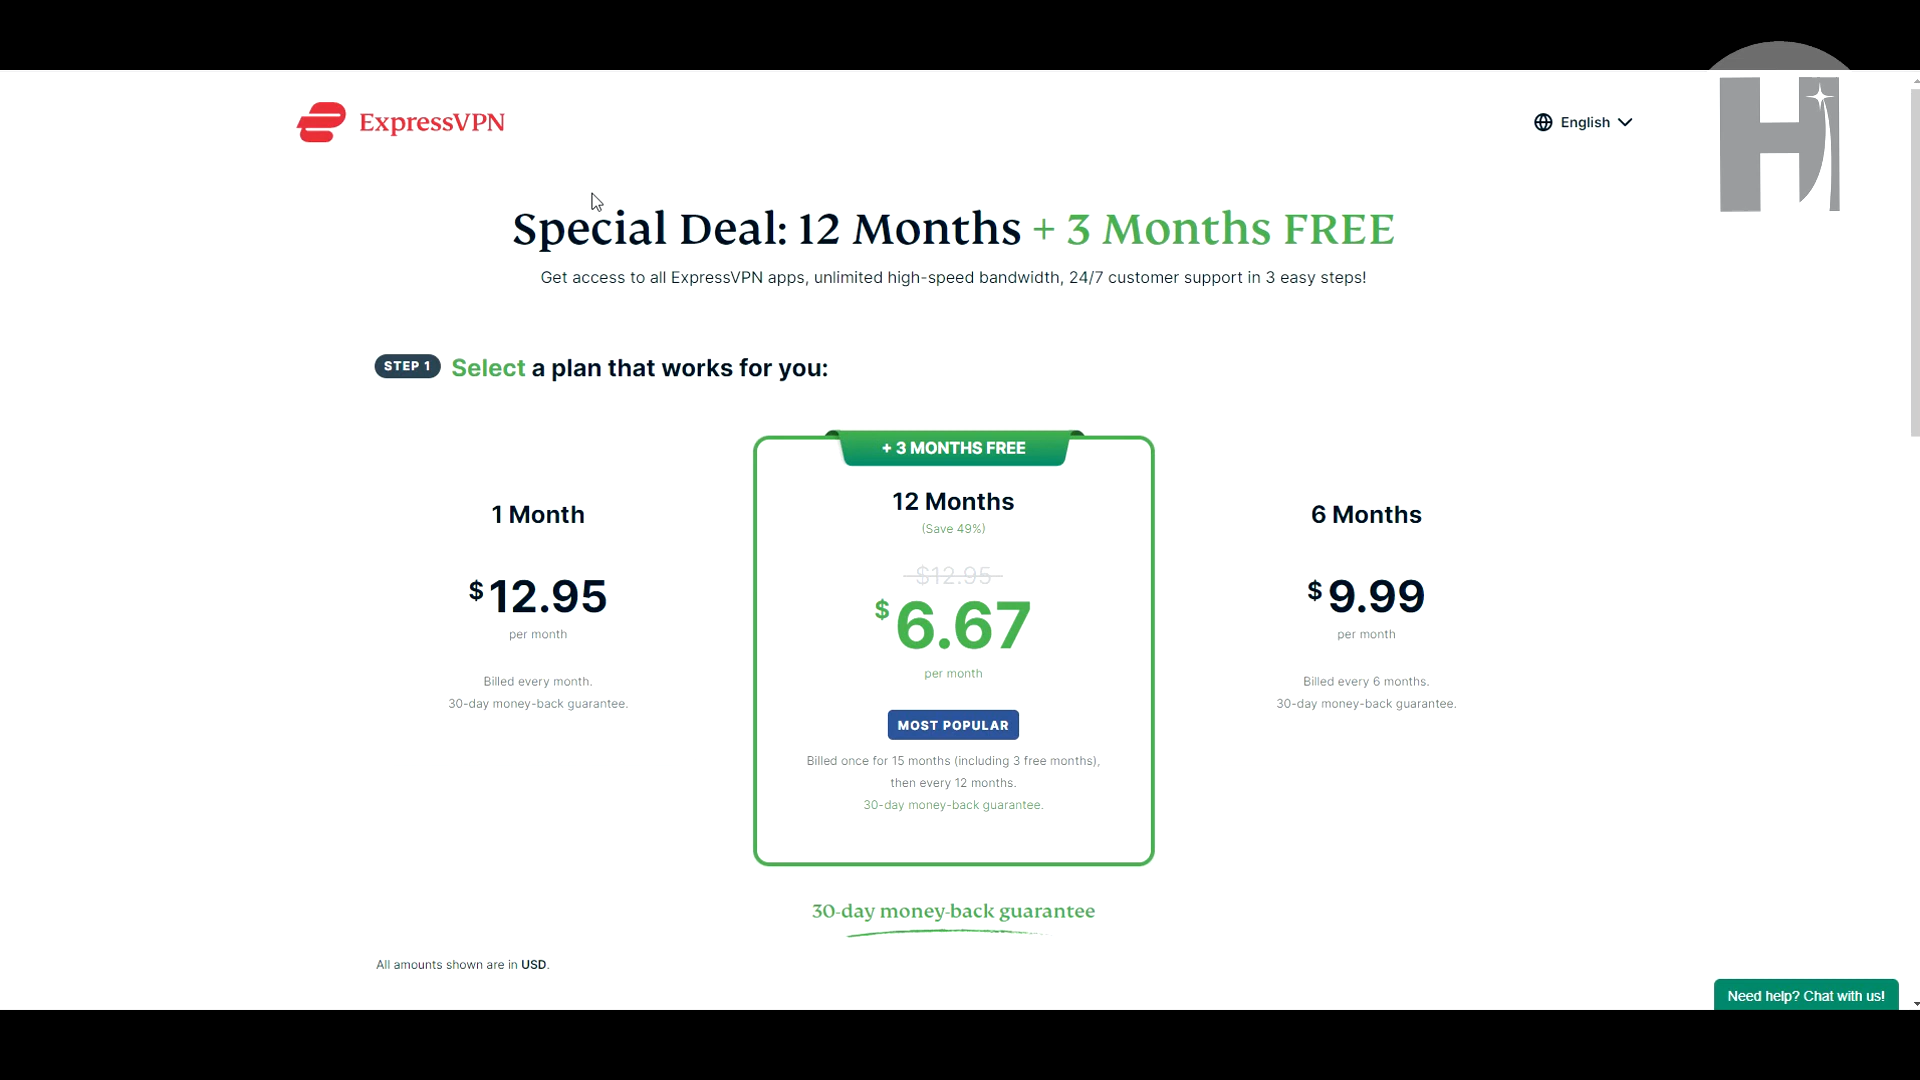 ExpressVPN
English
HI
Special Deal: 12 Months + 3 Months FREE
Get access to all ExpressVPN apps, unlimited high-speed bandwidth, 24/7 customer support in 3 easy steps!
STEP 1 Select a plan that works for you:
1 Month
$12.95
per month
Billed every month.
30-day money-back guarantee.
+ 3 MONTHS FREE
12 Months
(Save 49%)
$12.95
$6.67
per month
MOST POPULAR
Billed once for 15 months (including 3 free months),
then every 12 months.
30-day money-back guarantee.
6 Months
$9.99
per month
Billed every 6 months.
30-day money-back guarantee.
30-day money-back guarantee
All amounts shown are in USD.
Need help? Chat with us!